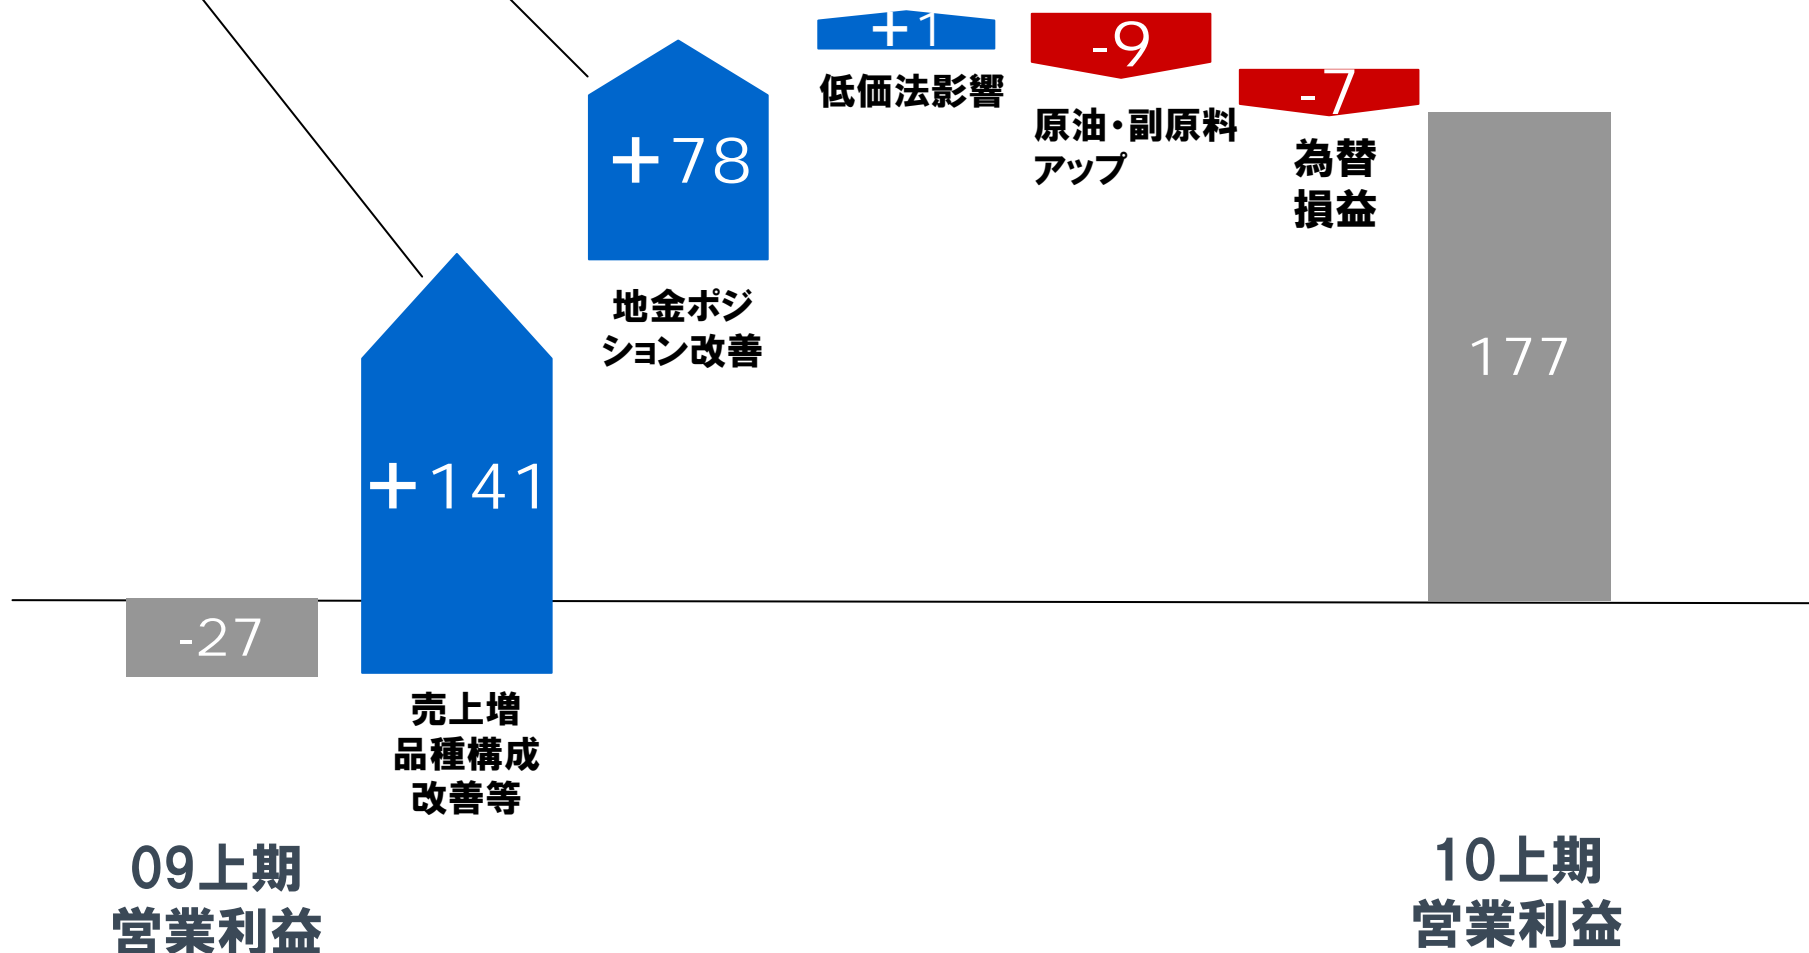 +1
低価法影響
-9
原油・副原料
アップ
-7
為替
損益
+78
地金ポジ
ション改善
+141
売上増
品種構成
改善等
-27
177
09上期
営業利益
10上期
営業利益